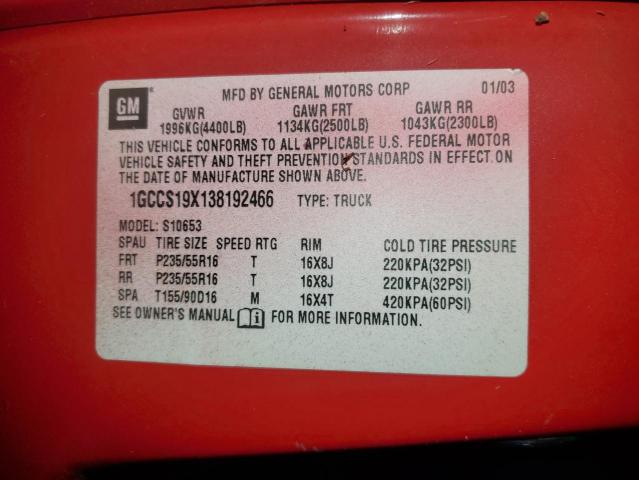 GM
MFD BY GENERAL MOTORS CORP 01/03
GVWR GAWR FRT GAWR RR
1996KG(4400LB) 1134KG(2500LB) 1043KG(2300LB)
THIS VEHICLE CONFORMS TO ALL APPLICABLE U.S. FEDERAL MOTOR
VEHICLE SAFETY AND THEFT PREVENTION STANDARDS IN EFFECT ON
THE DATE OF MANUFACTURE SHOWN ABOVE.
1GCCS19X138192466 TYPE: TRUCK
MODEL: S10653
SPAU TIRE SIZE SPEED RTG RIM COLD TIRE PRESSURE
FRT P235/55R16 T 16X8J 220KPA(32PSI)
RR P235/55R16 T 16X8J 220KPA(32PSI)
SPA T155/90D16 M 16X4T 420KPA(60PSI)
SEE OWNER'S MANUAL FOR MORE INFORMATION.